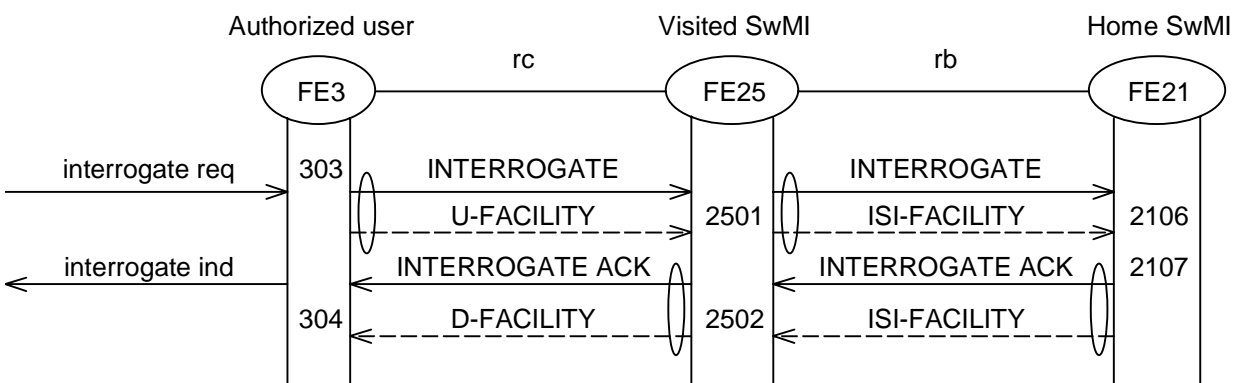 Authorized user Visited SwMI Home SwMI
rc rb
FE3 FE25 FE21
interrogate req 303 INTERROGATE INTERROGATE
U-FACILITY 2501 ISI-FACILITY 2106
interrogate ind INTERROGATE ACK INTERROGATE ACK 2107
304 D-FACILITY 2502 ISI-FACILITY